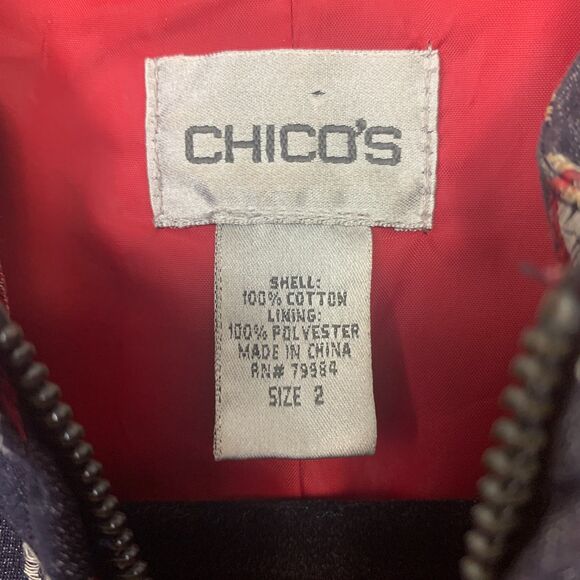 CHICO'S
SHELL:
100% COTTON
LINING:
100% POLYESTER
MADE IN CHINA
RN# 79984
SIZE 2